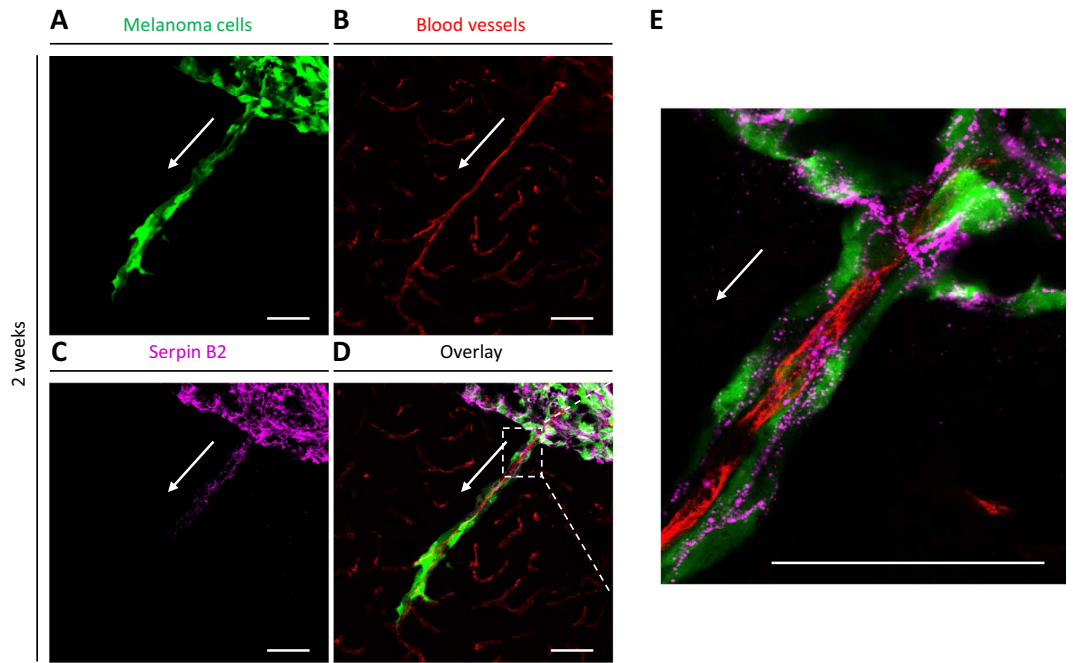 A
Melanoma cells
B
Blood vessels
E
2 weeks
C
Serpin B2
D
Overlay